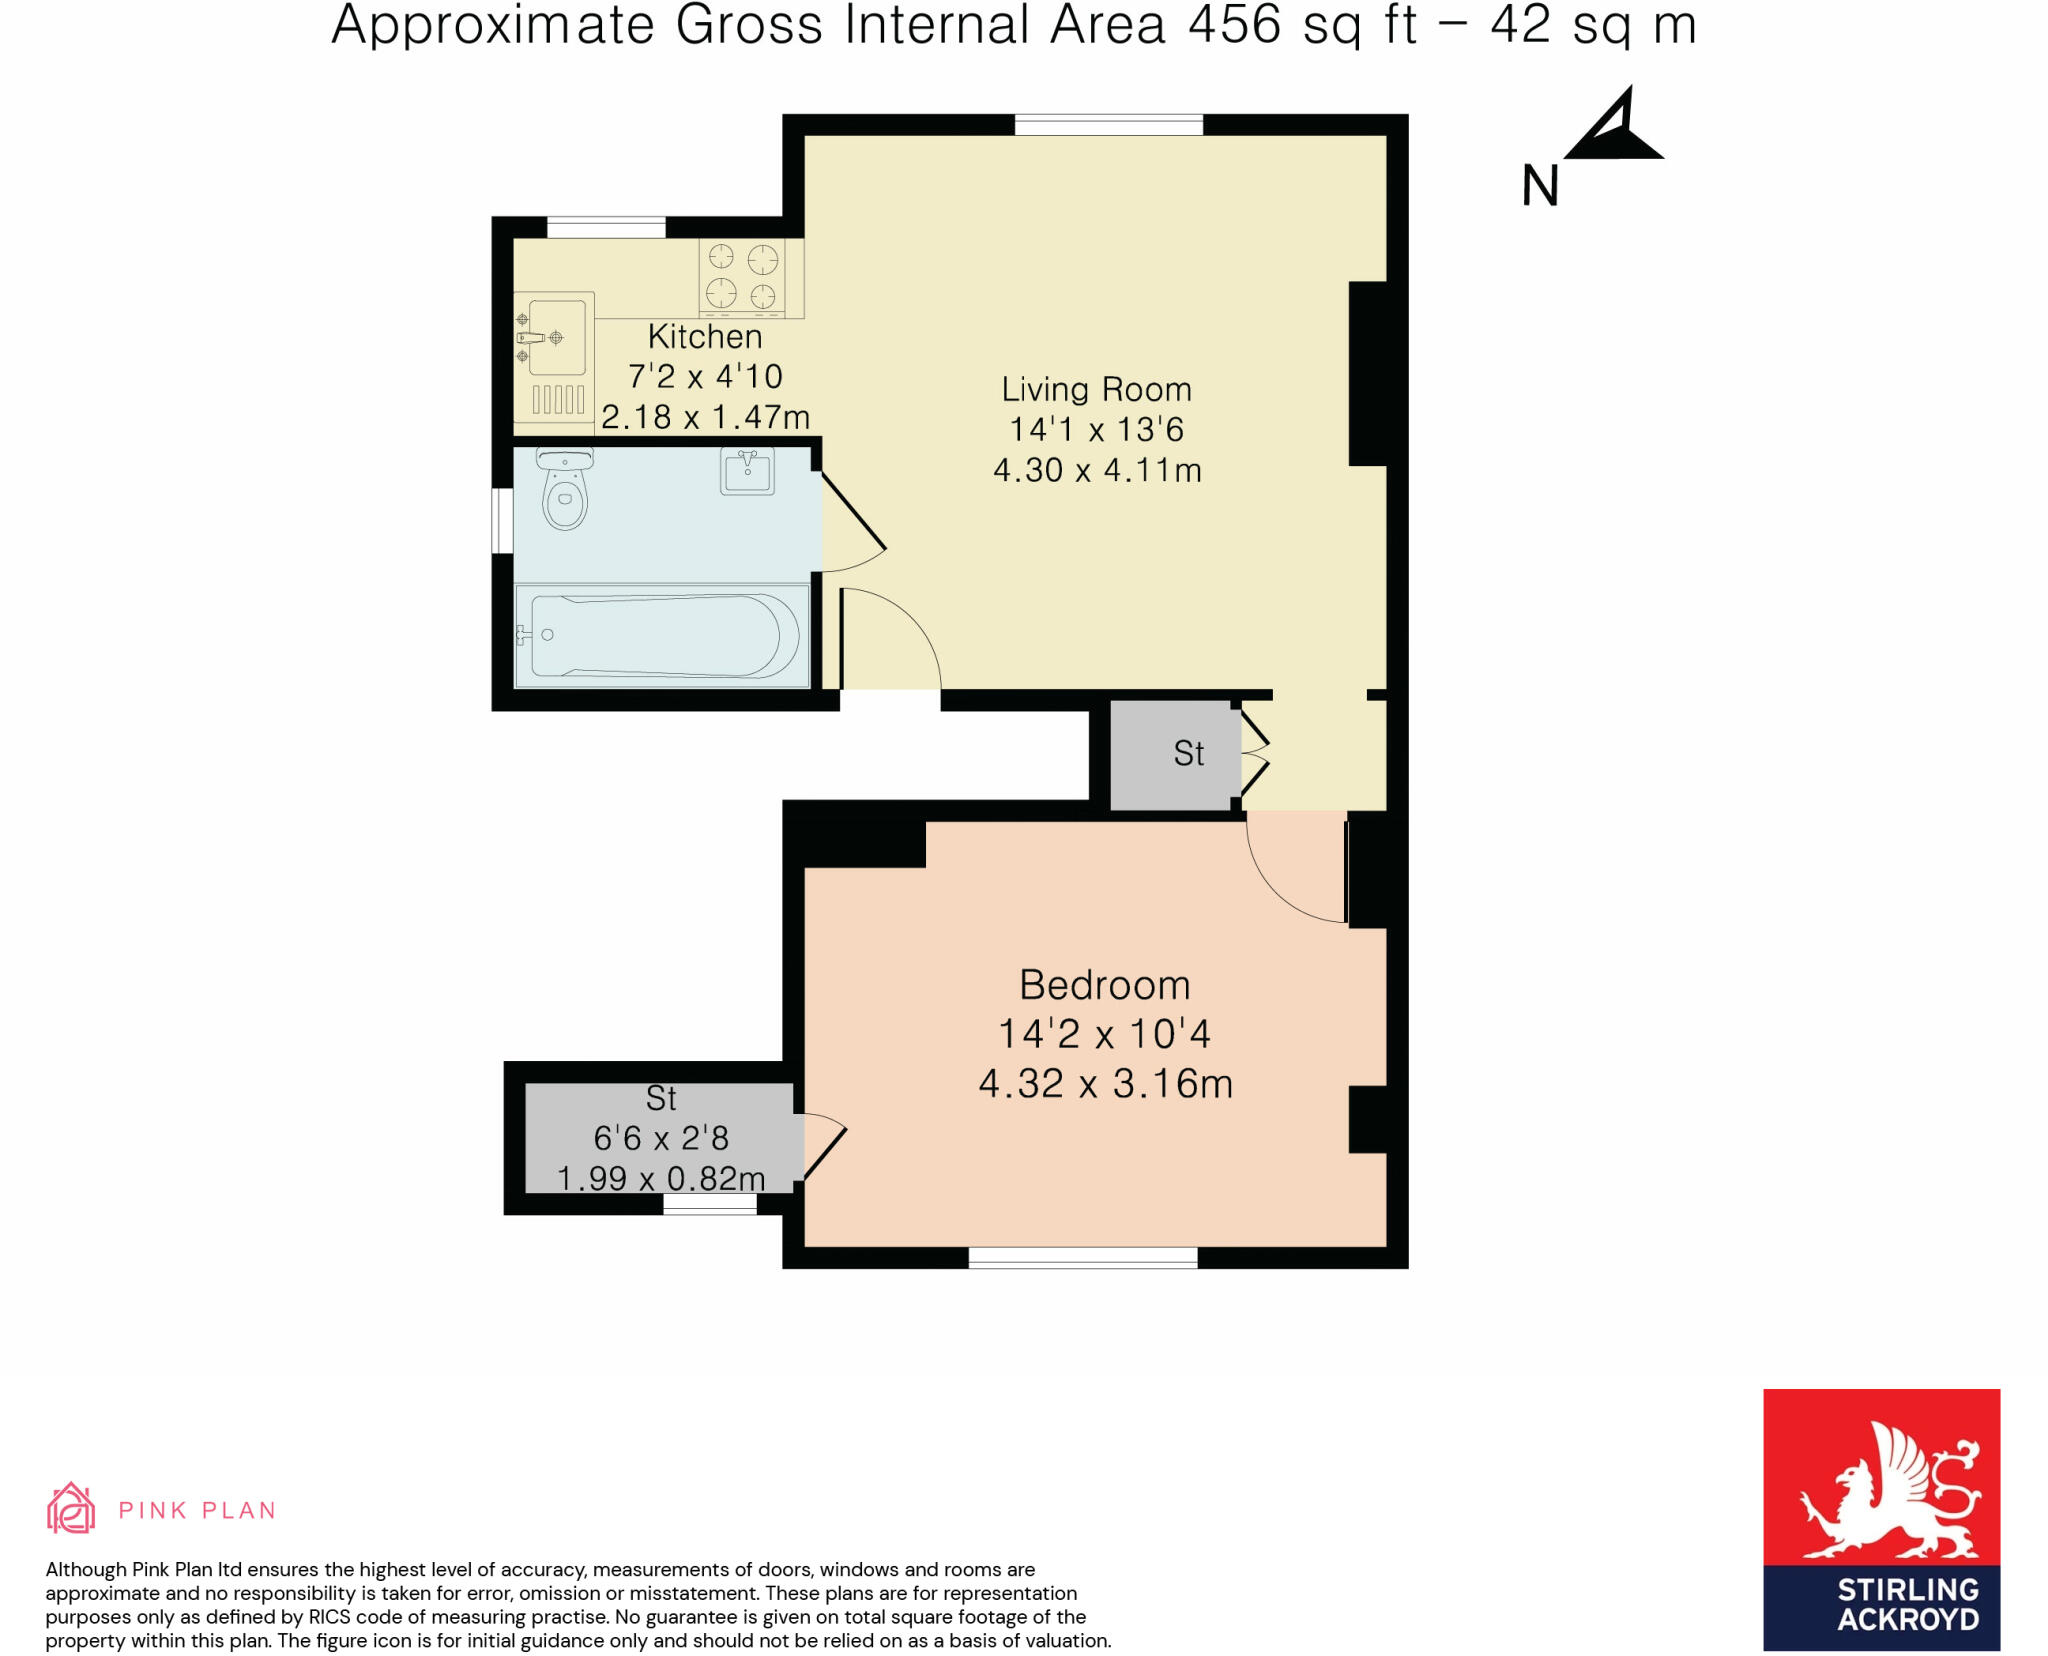 Approximate Gross Internal Area 456 sq ft – 42 sq m
N
Kitchen
7'2 x 4'10
2.18 x 1.47m
Living Room
14'1 x 13'6
4.30 x 4.11m
St
Bedroom
14'2 x 10'4
4.32 x 3.16m
St
6'6 x 2'8
1.99 x 0.82m
PINK PLAN
Although Pink Plan ltd ensures the highest level of accuracy, measurements of doors, windows and rooms are
approximate and no responsibility is taken for error, omission or misstatement. These plans are for representation
purposes only as defined by RICS code of measuring practise. No guarantee is given on total square footage of the
property within this plan. The figure icon is for initial guidance only and should not be relied on as a basis of valuation.
STIRLING
ACKROYD